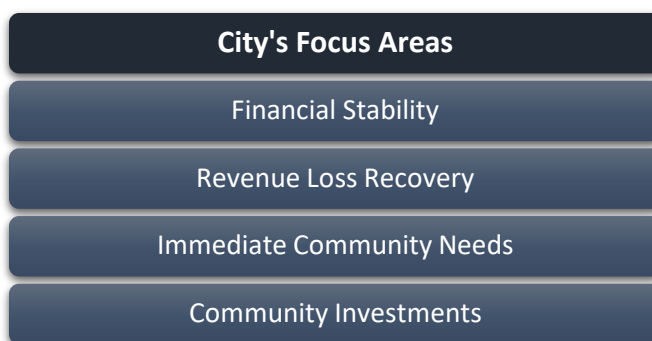 City's Focus Areas
Financial Stability
Revenue Loss Recovery
Immediate Community Needs
Community Investments